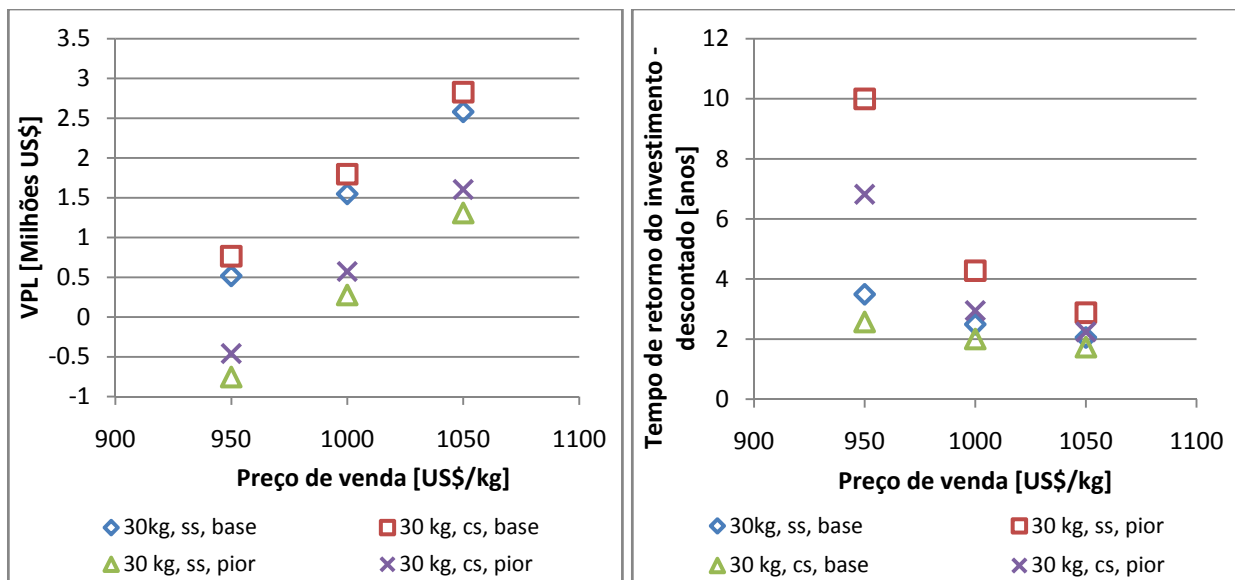 VPL [Milhões US$]
3.5
3
2.5
2
1.5
1
0.5
0
-0.5
-1
900
950
1000
1050
1100
Preço de venda [US$/kg]
30kg, ss, base
30 kg, cs, base
30 kg, ss, pior
30 kg, cs, pior
Tempo de retorno do investimento -
descontado [anos]
12
10
8
6
4
2
0
900
950
1000
1050
1100
Preço de venda [US$/kg]
30kg, ss, base
30 kg, ss, pior
30 kg, cs, base
30 kg, cs, pior